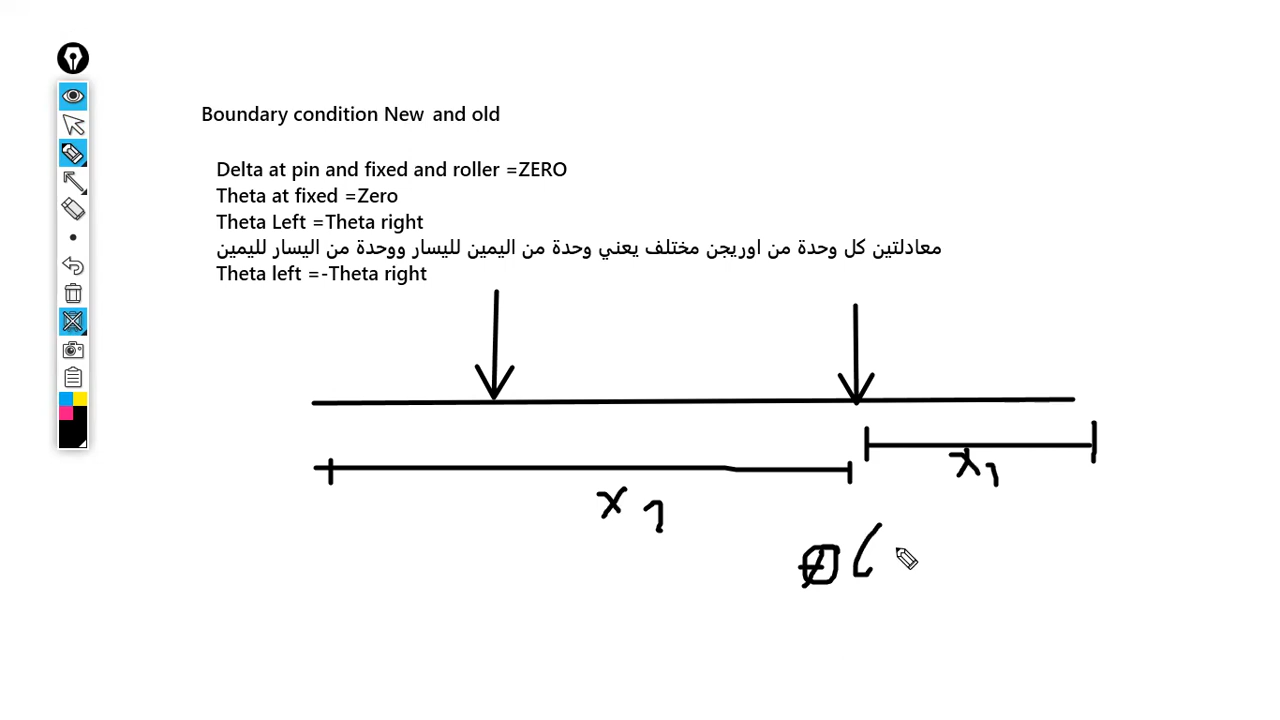 Boundary condition New and old
Delta at pin and fixed and roller =ZERO
Theta at fixed =Zero
Theta Left =Theta right
معادلتين كل وحدة من اوريجن مختلف يعني وحدة من اليمين لليسار ووحدة من اليسار لليمين
Theta left =-Theta right
x1
x1
θ(